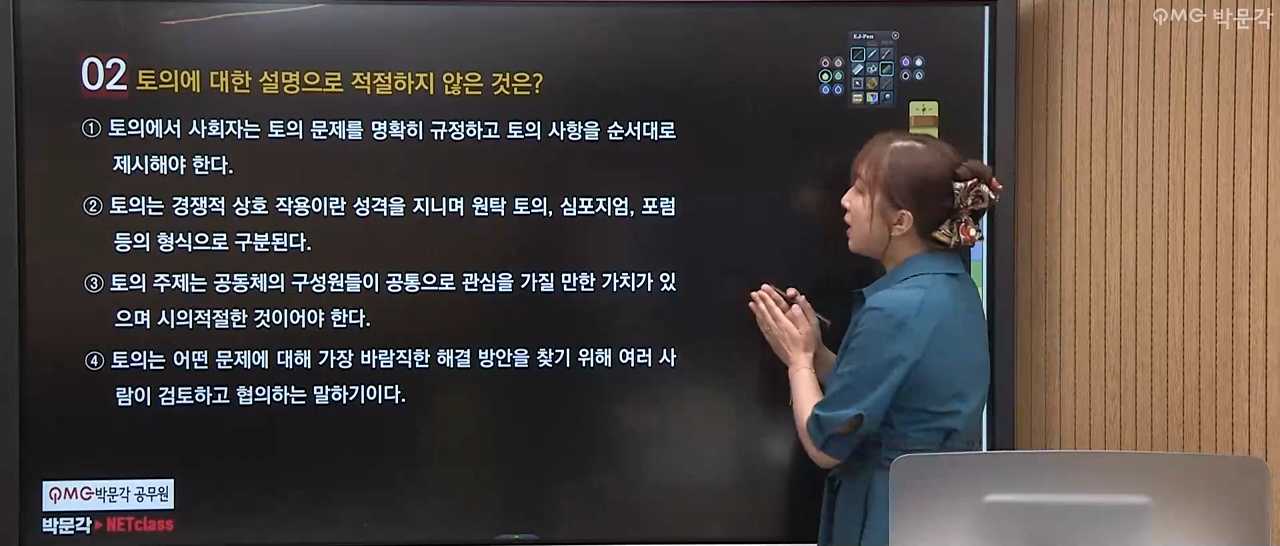 QMG 박문각
EJ-Pen
02 토의에 대한 설명으로 적절하지 않은 것은?
① 토의에서 사회자는 토의 문제를 명확히 규정하고 토의 사항을 순서대로
제시해야 한다.
② 토의는 경쟁적 상호 작용이란 성격을 지니며 원탁 토의, 심포지엄, 포럼
등의 형식으로 구분된다.
③ 토의 주제는 공동체의 구성원들이 공통으로 관심을 가질 만한 가치가 있
으며 시의적절한 것이어야 한다.
④ 토의는 어떤 문제에 대해 가장 바람직한 해결 방안을 찾기 위해 여러 사
람이 검토하고 협의하는 말하기이다.
QMG 박문각 공무원
박문각 NETclass